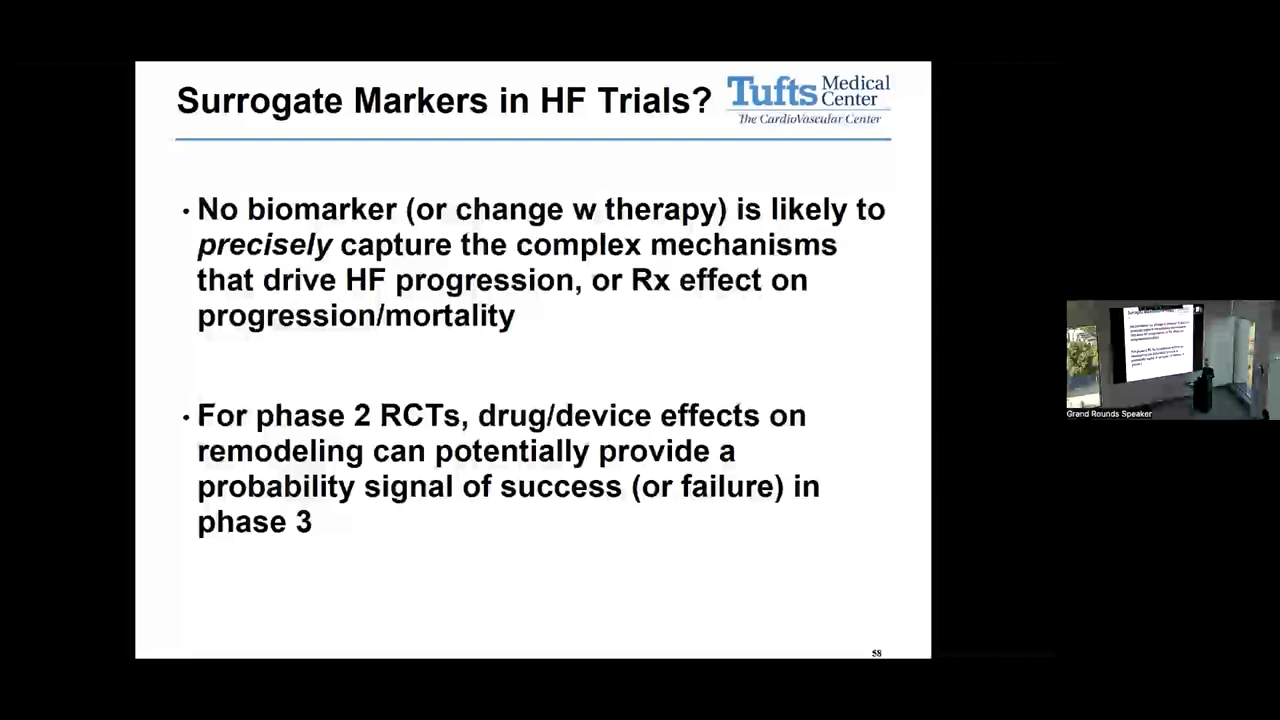 Surrogate Markers in HF Trials?
Tufts Medical
Center
The CardioVascular Center
• No biomarker (or change w therapy) is likely to
precisely capture the complex mechanisms
that drive HF progression, or Rx effect on
progression/mortality
• For phase 2 RCTs, drug/device effects on
remodeling can potentially provide a
probability signal of success (or failure) in
phase 3
58
Grand Rounds Speaker